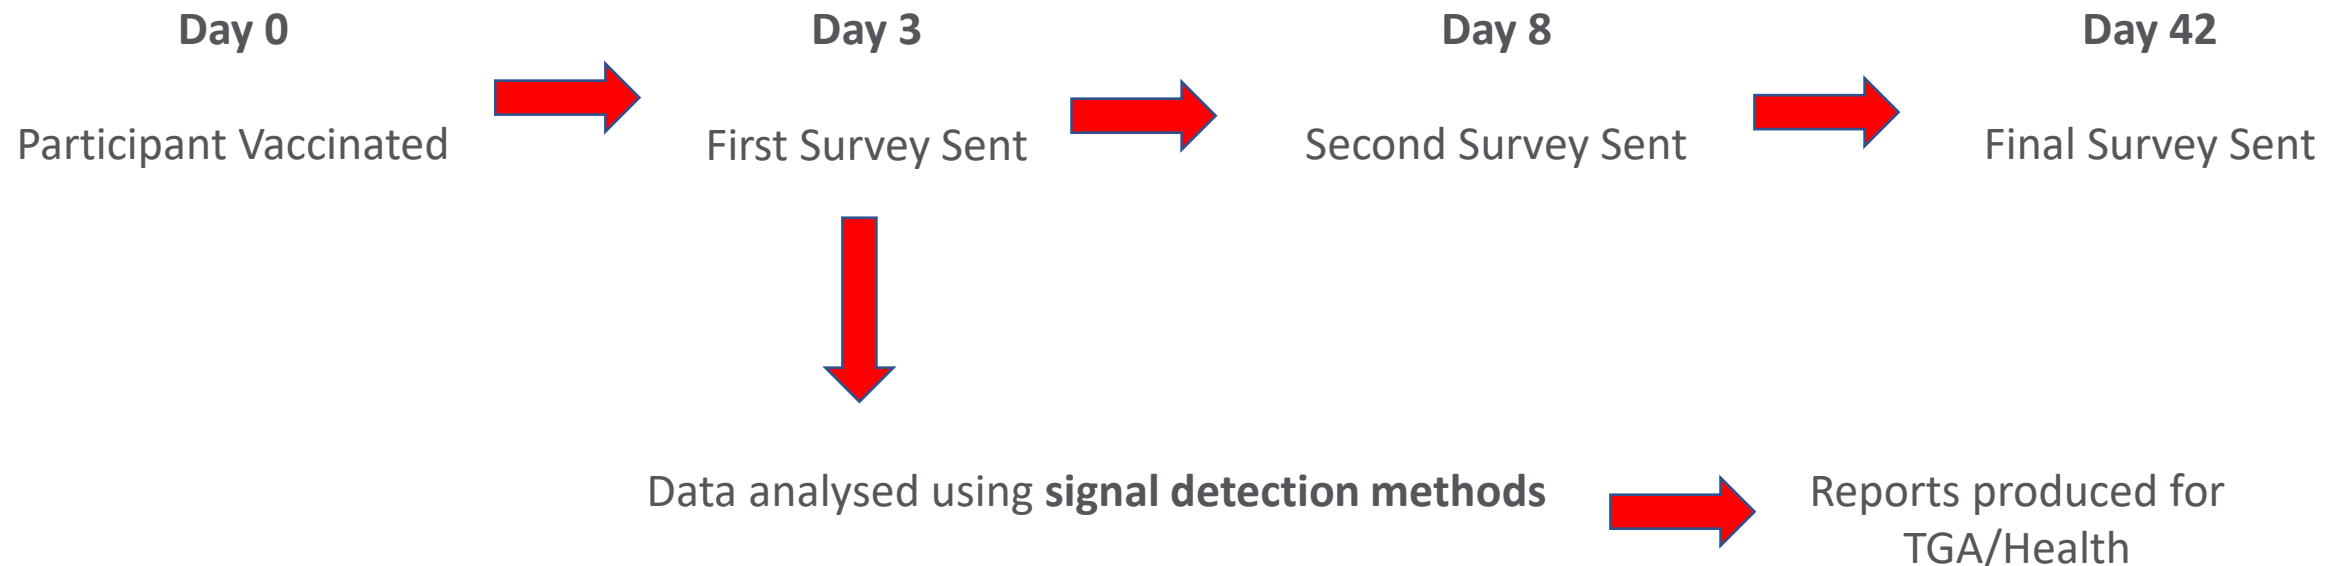 Day 0
Day 3
Day 8
Day 42
Participant Vaccinated
First Survey Sent
Second Survey Sent
Final Survey Sent
Data analysed using signal detection methods
Reports produced for
TGA/Health